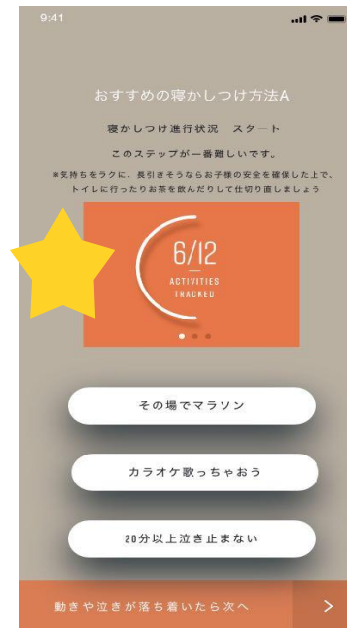 9:41
おすすめの寝かしつけ方法A
寝かしつけ進行状況　スタート
このステップが一番難しいです。
※気持ちをラクに．長引きそうならお子様の安全を確保した上で、
トイレに行ったりお茶を飲んだりして仕切り直しましょう
6/12
ACTIVITIES
TRACKED
その場でマラソン
カラオケ歌っちゃおう
20分以上泣き止まない
動きや泣きが落ち着いたら次へ